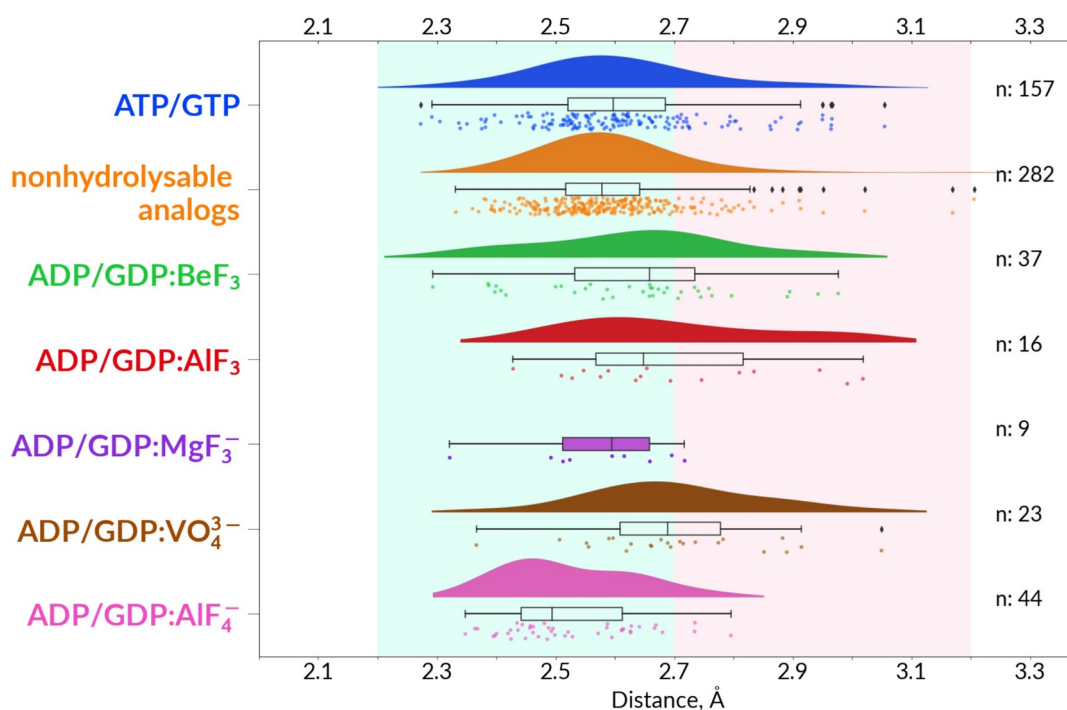 2.1 2.3 2.5 2.7 2.9 3.1 3.3
ATP/GTP n: 157
nonhydrolysable n: 282
analogs
ADP/GDP:BeF₃ n: 37
ADP/GDP:AlF₃ n: 16
ADP/GDP:MgF₃⁻ n: 9
ADP/GDP:VO₄³⁻ n: 23
ADP/GDP:AlF₄⁻ n: 44
2.1 2.3 2.5 2.7 2.9 3.1 3.3
Distance, Å